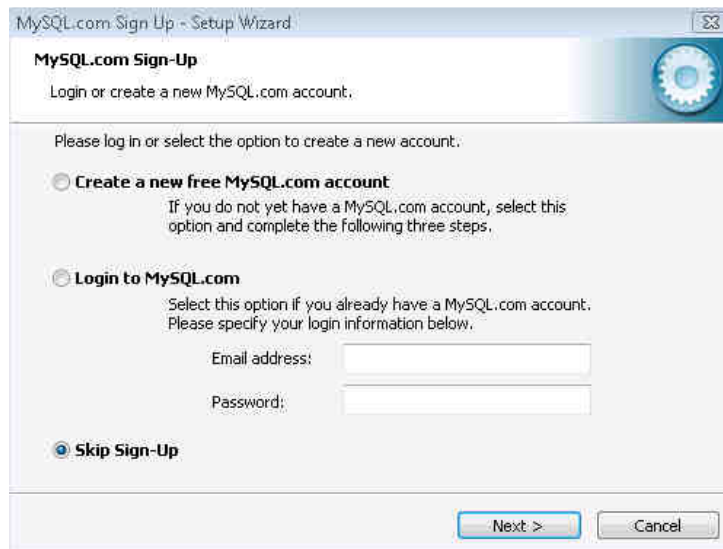 MySQL.com Sign Up - Setup Wizard
MySQL.com Sign-Up
Login or create a new MySQL.com account.
Please log in or select the option to create a new account.
Create a new free MySQL.com account
If you do not yet have a MySQL.com account, select this
option and complete the following three steps.
Login to MySQL.com
Select this option if you already have a MySQL.com account.
Please specify your login information below.
Email address:
Password:
Skip Sign-Up
Next > Cancel